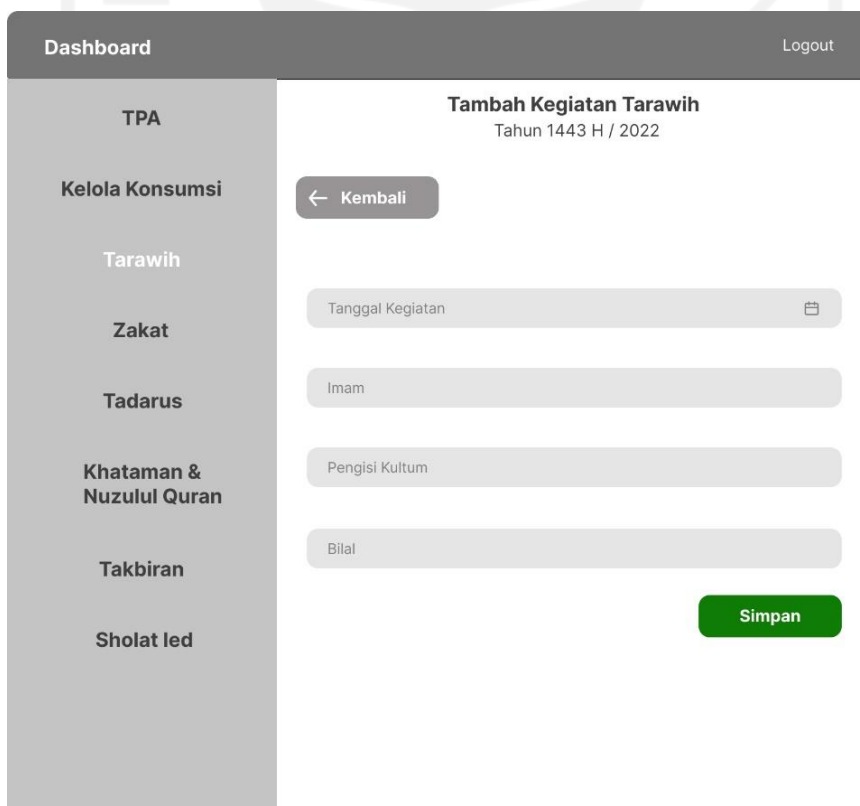 Dashboard
Logout
TPA
Kelola Konsumsi
Tarawih
Zakat
Tadarus
Khataman &
Nuzulul Quran
Takbiran
Sholat Ied
Tambah Kegiatan Tarawih
Tahun 1443 H / 2022
← Kembali
Tanggal Kegiatan
Imam
Pengisi Kultum
Bilal
Simpan